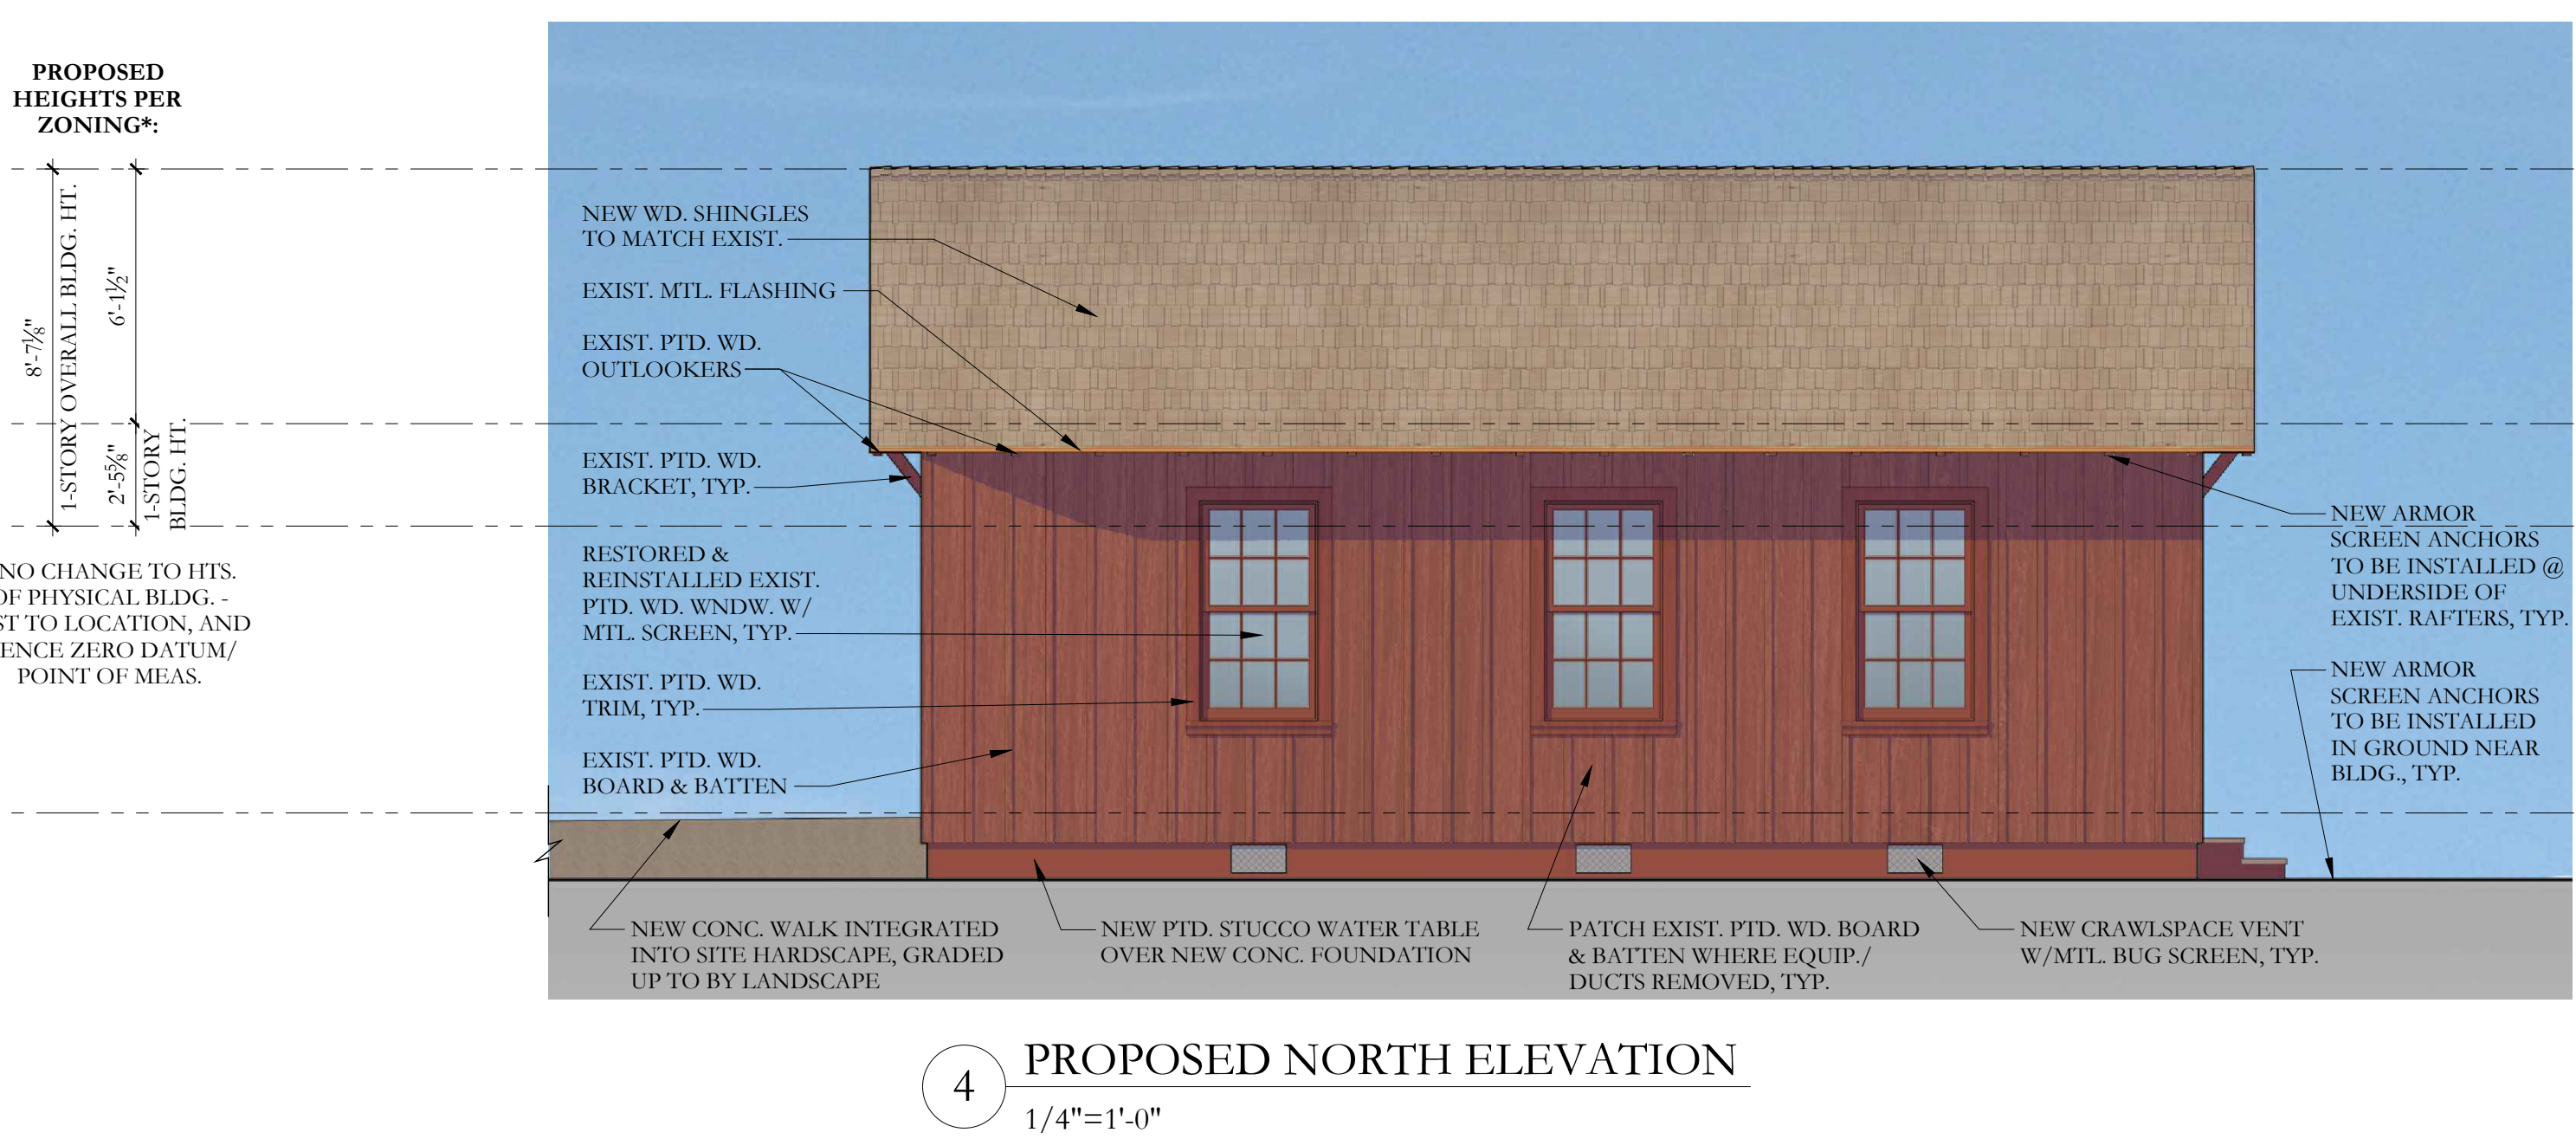 PROPOSED
HEIGHTS PER
ZONING*:
8'-7⅛"
1-STORY OVERALL BLDG. HT.
6'-1½"
2'-5⅝"
1-STORY
BLDG. HT.
NO CHANGE TO HTS.
OF PHYSICAL BLDG. -
ST TO LOCATION, AND
ENCE ZERO DATUM/
POINT OF MEAS.
NEW WD. SHINGLES
TO MATCH EXIST.
EXIST. MTL. FLASHING
EXIST. PTD. WD.
OUTLOOKERS
EXIST. PTD. WD.
BRACKET, TYP.
RESTORED &
REINSTALLED EXIST.
PTD. WD. WNDW. W/
MTL. SCREEN, TYP.
EXIST. PTD. WD.
TRIM, TYP.
EXIST. PTD. WD.
BOARD & BATTEN
NEW ARMOR
SCREEN ANCHORS
TO BE INSTALLED @
UNDERSIDE OF
EXIST. RAFTERS, TYP.
NEW ARMOR
SCREEN ANCHORS
TO BE INSTALLED
IN GROUND NEAR
BLDG., TYP.
NEW CONC. WALK INTEGRATED
INTO SITE HARDSCAPE, GRADED
UP TO BY LANDSCAPE
NEW PTD. STUCCO WATER TABLE
OVER NEW CONC. FOUNDATION
PATCH EXIST. PTD. WD. BOARD
& BATTEN WHERE EQUIP./
DUCTS REMOVED, TYP.
NEW CRAWLSPACE VENT
W/MTL. BUG SCREEN, TYP.
4
PROPOSED NORTH ELEVATION
1/4"=1'-0"